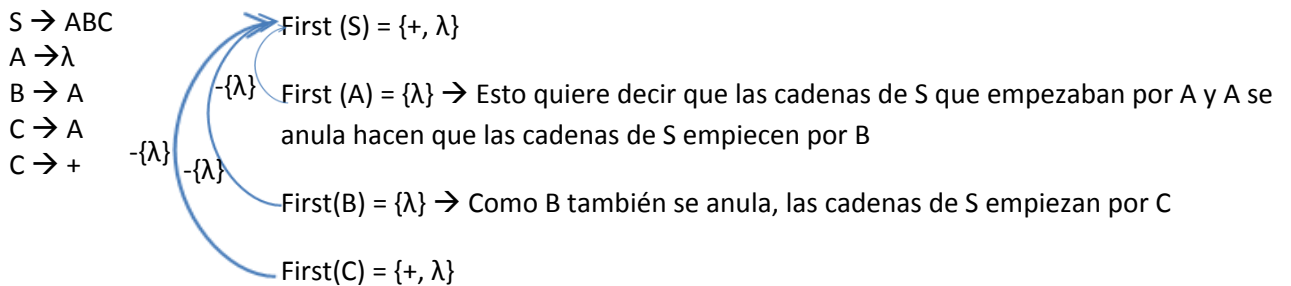 S → ABC
A →λ
B → A
C → A
C → +
First (S) = {+, λ}
-{λ}
First (A) = {λ} → Esto quiere decir que las cadenas de S que empezaban por A y A se
anula hacen que las cadenas de S empiecen por B
-{λ}
-{λ}
First(B) = {λ} → Como B también se anula, las cadenas de S empiezan por C
First(C) = {+, λ}